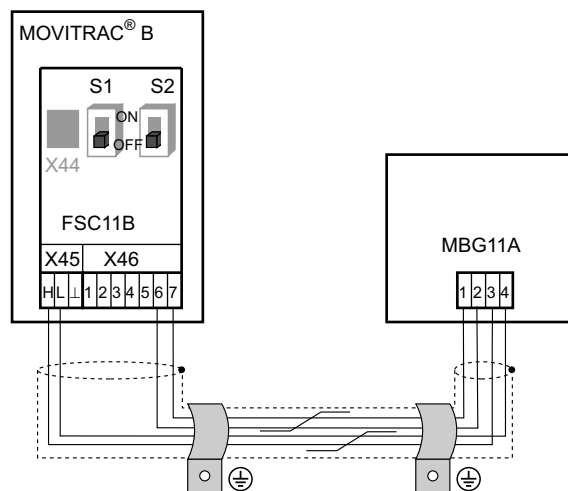 MOVITRAC® B
S1 S2
ON
OFF
X44
FSC11B
X45 X46
H L ⊥ 1 2 3 4 5 6 7
MBG11A
1 2 3 4